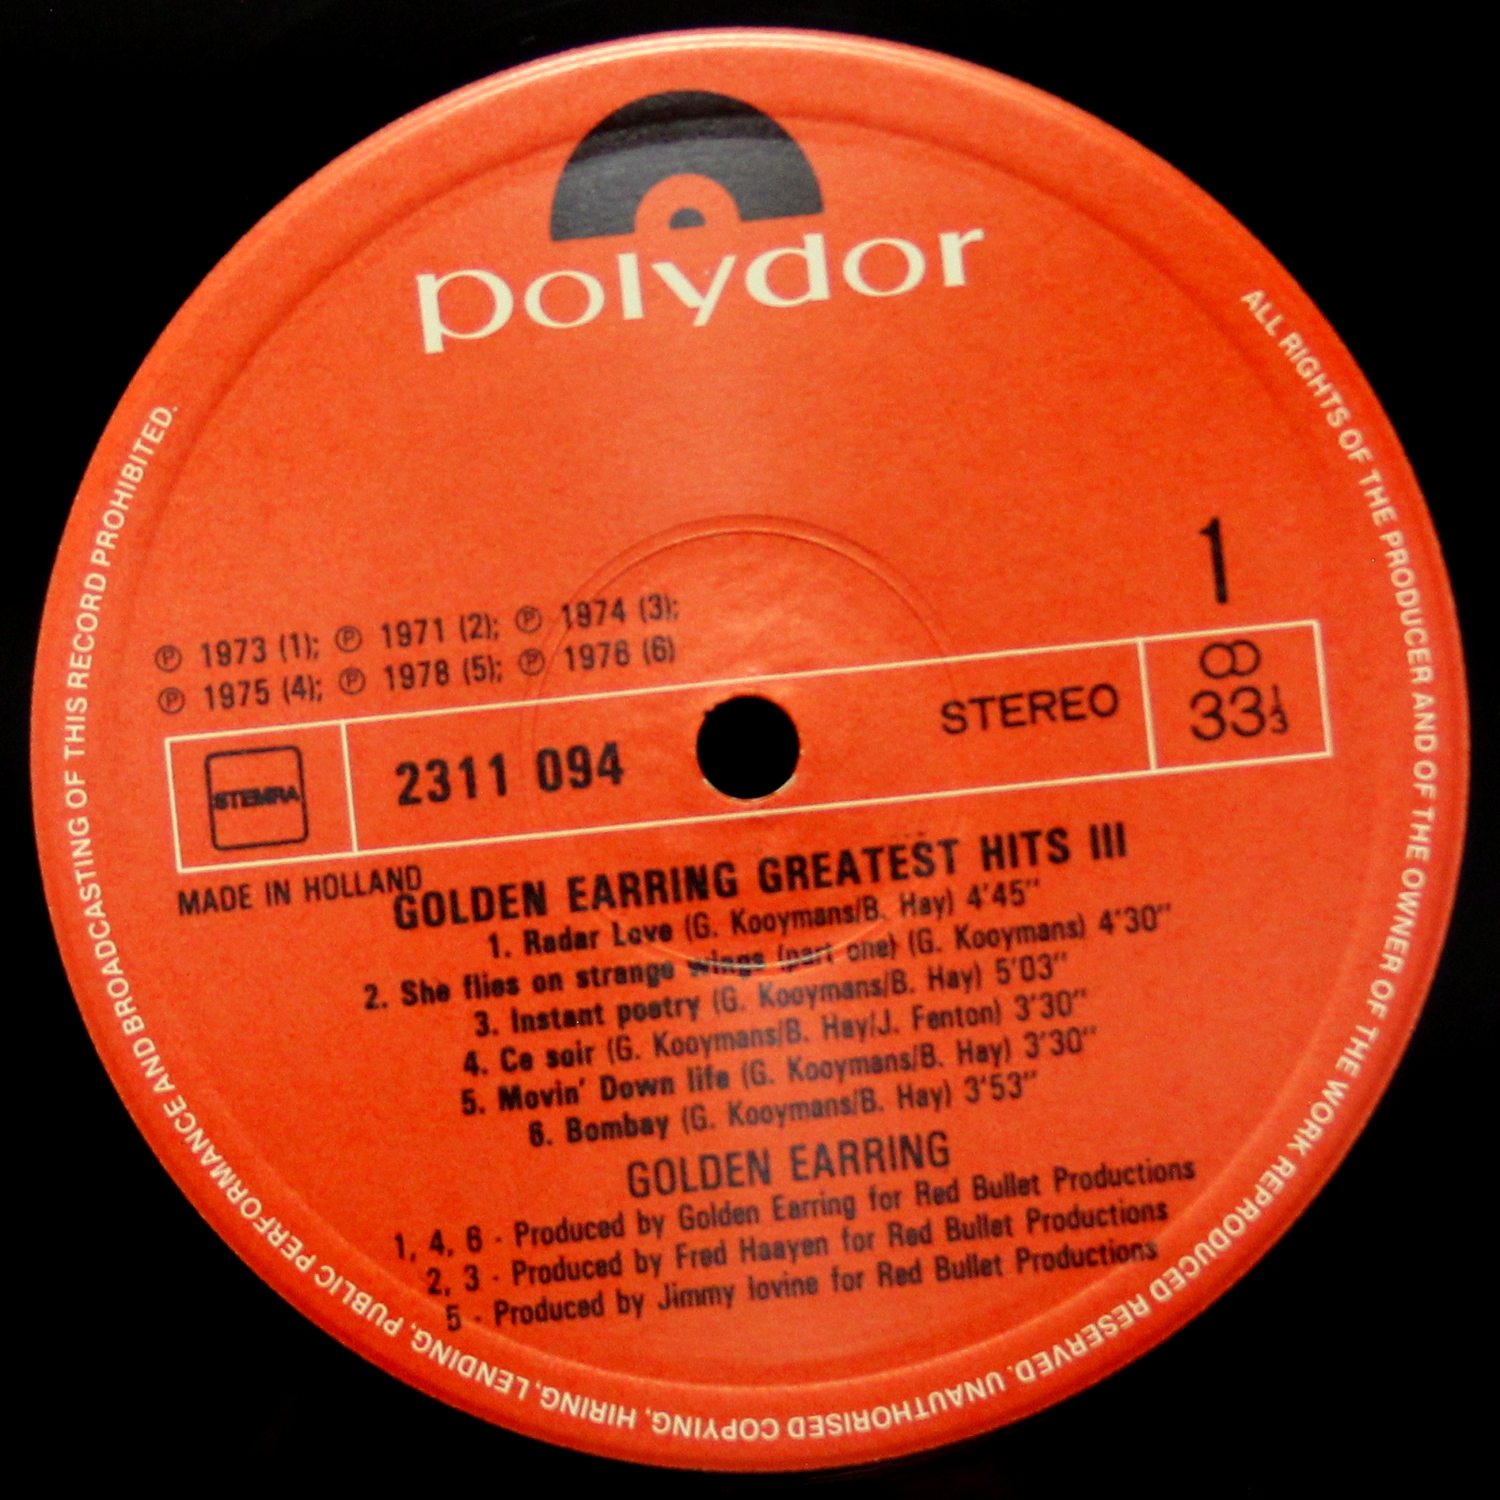 polydor
1
℗ 1973 (1); ℗ 1971 (2); ℗ 1974 (3);
℗ 1975 (4); ℗ 1978 (5); ℗ 1976 (6)
STEMRA
2311 094
STEREO
33 1/3
MADE IN HOLLAND
GOLDEN EARRING GREATEST HITS III
1. Radar Love (G. Kooymans/B. Hay) 4'45"
2. She flies on strange wings (part one) (G. Kooymans) 4'30"
3. Instant poetry (G. Kooymans/B. Hay) 5'03"
4. Ce soir (G. Kooymans/B. Hay/J. Fenton) 3'30"
5. Movin' Down life (G. Kooymans/B. Hay) 3'30"
6. Bombay (G. Kooymans/B. Hay) 3'53"
GOLDEN EARRING
1, 4, 6 - Produced by Golden Earring for Red Bullet Productions
2, 3 - Produced by Fred Haayen for Red Bullet Productions
5 - Produced by Jimmy Iovine for Red Bullet Productions
ALL RIGHTS OF THE PRODUCER AND OF THE OWNER OF THE WORK REPRODUCED RESERVED. UNAUTHORISED COPYING, HIRING, LENDING, PUBLIC PERFORMANCE AND BROADCASTING OF THIS RECORD PROHIBITED.